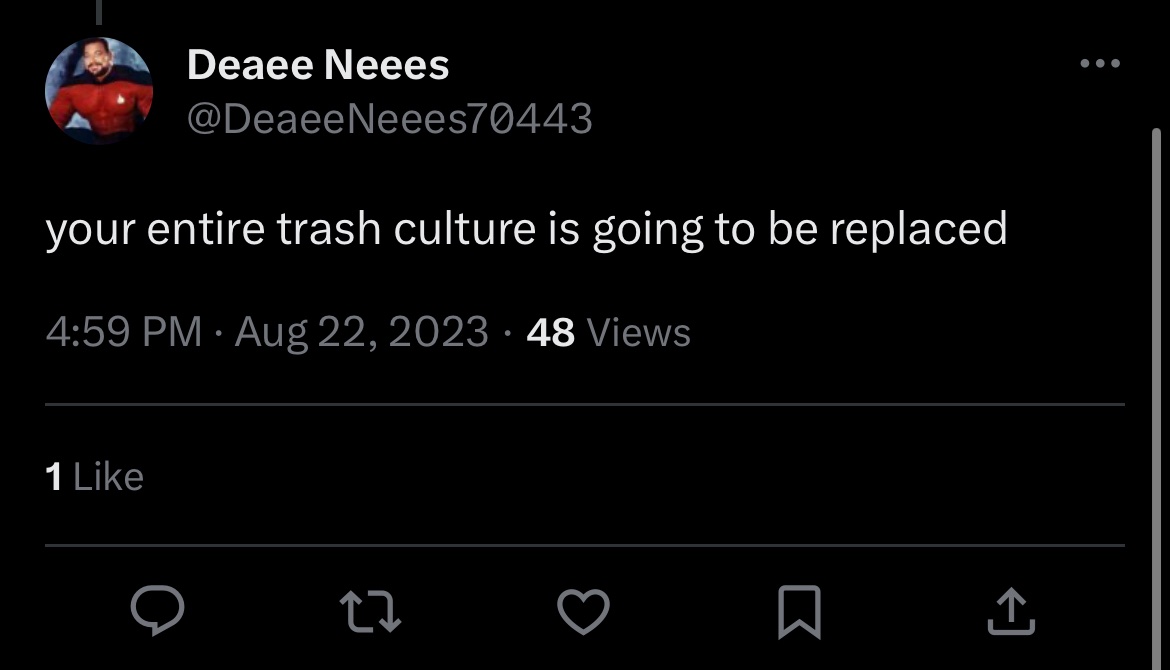 Deaee Neees
@DeaeeNeees70443
your entire trash culture is going to be replaced
4:59 PM · Aug 22, 2023 · 48 Views
1 Like